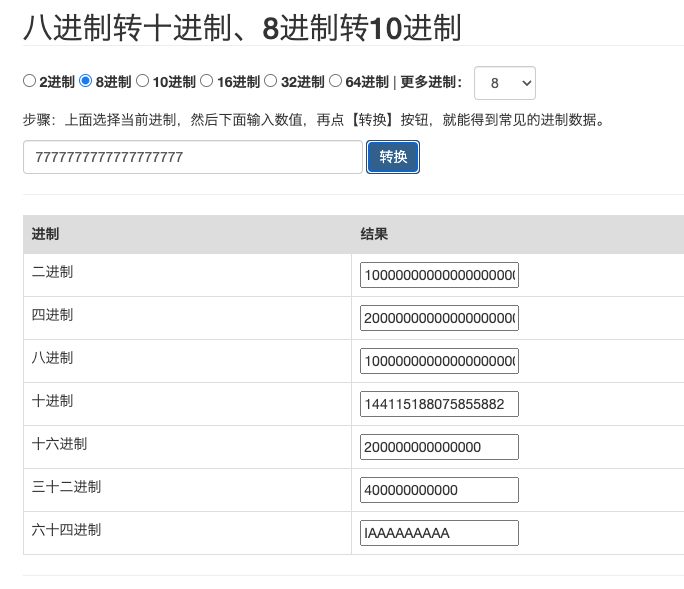 八进制转十进制、8进制转10进制
2进制 8进制 10进制 16进制 32进制 64进制 | 更多进制： 8
步骤：上面选择当前进制，然后下面输入数值，再点【转换】按钮，就能得到常见的进制数据。
7777777777777777777 转换
进制 结果
二进制 1000000000000000000(
四进制 2000000000000000000(
八进制 1000000000000000000(
十进制 144115188075855882
十六进制 200000000000000
三十二进制 400000000000
六十四进制 IAAAAAAAAA